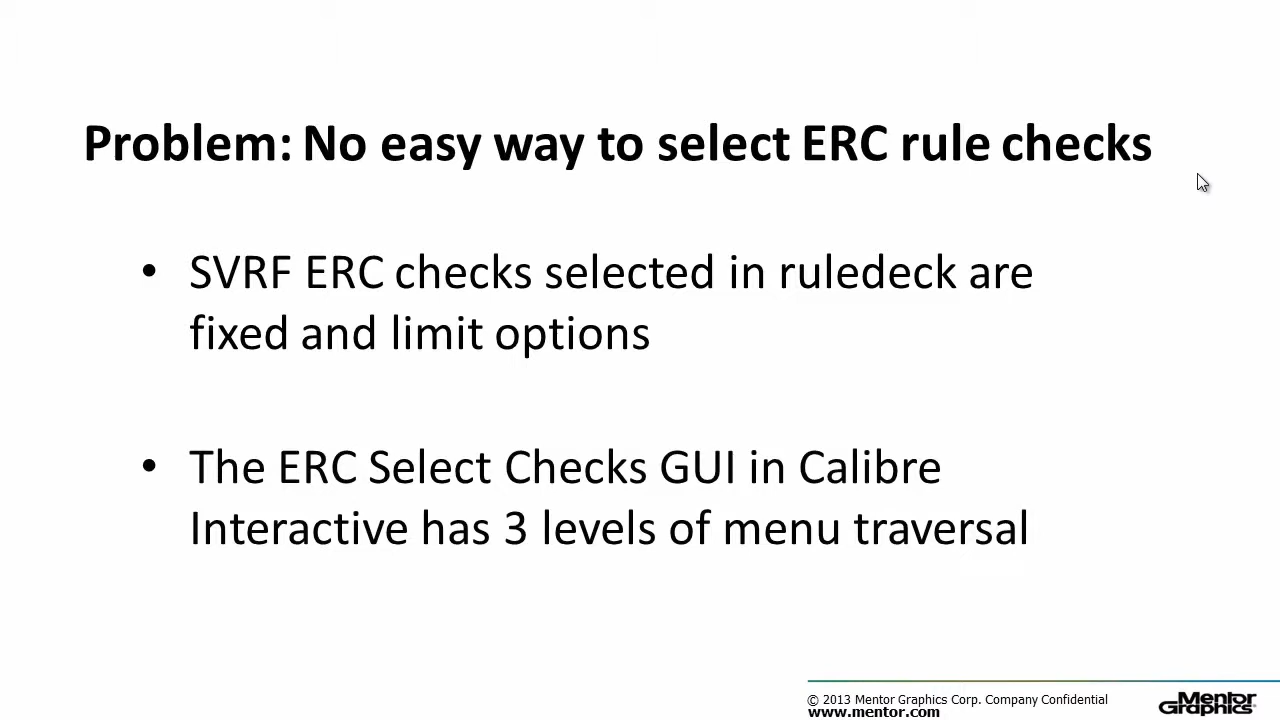 Problem: No easy way to select ERC rule checks
• SVRF ERC checks selected in ruledeck are
fixed and limit options
• The ERC Select Checks GUI in Calibre
Interactive has 3 levels of menu traversal
© 2013 Mentor Graphics Corp. Company Confidential
www.mentor.com
Mentor
Graphics